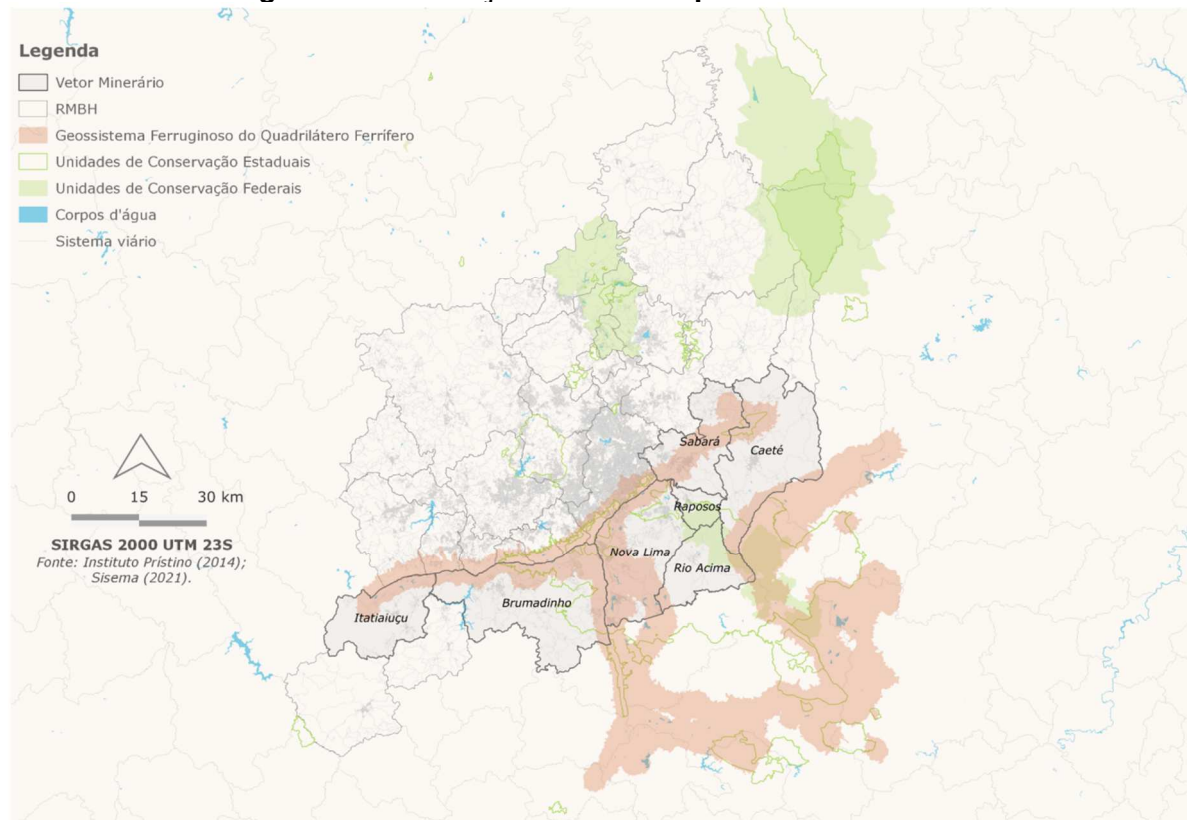 Legenda
Vetor Minerário
RMBH
Geossistema Ferruginoso do Quadrilátero Ferrífero
Unidades de Conservação Estaduais
Unidades de Conservação Federais
Corpos d'água
Sistema viário
Sabará
Caeté
Raposos
Nova Lima
Rio Acima
Brumadinho
Itatiaiuçu
0 15 30 km
SIRGAS 2000 UTM 23S
Fonte: Instituto Prístino (2014);
Sisema (2021).